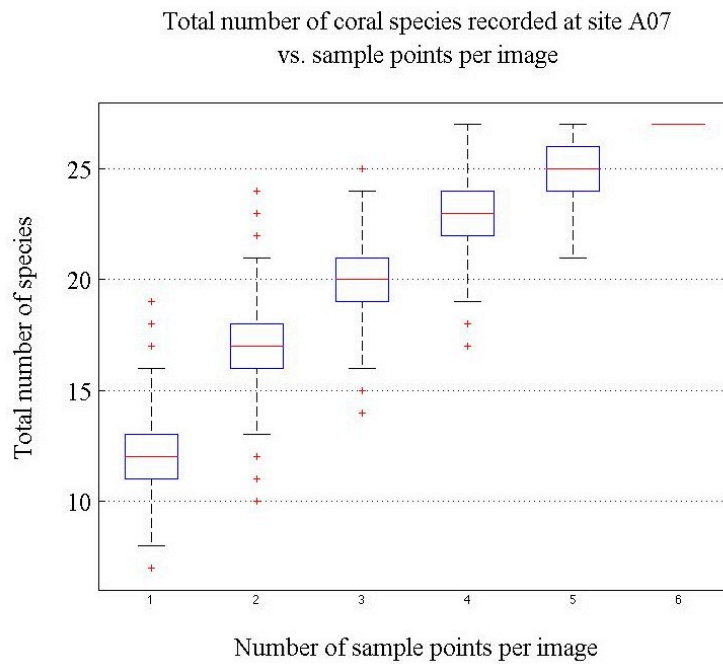 Total number of coral species recorded at site A07
vs. sample points per image
Total number of species
25
20
15
10
1 2 3 4 5 6
Number of sample points per image